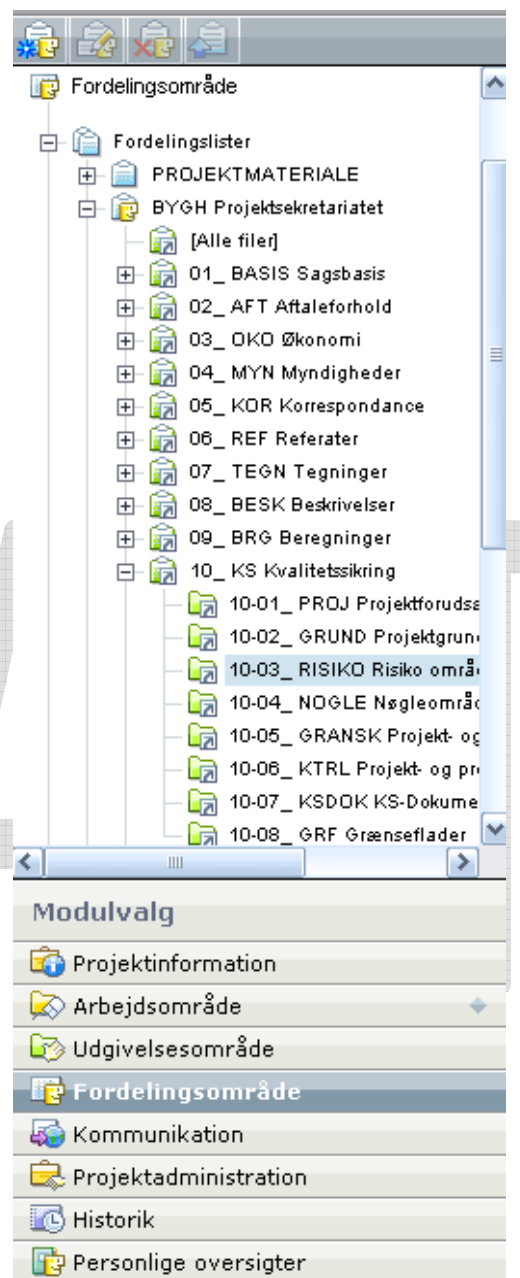 Fordelingsområde
Fordelingslister
PROJEKTMATERIALE
BYGH Projektsekretariatet
[Alle filer]
01_ BASIS Sagsbasis
02_ AFT Aftaleforhold
03_ OKO Økonomi
04_ MYN Myndigheder
05_ KOR Korrespondance
06_ REF Referater
07_ TEGN Tegninger
08_ BESK Beskrivelser
09_ BRG Beregninger
10_ KS Kvalitetssikring
10-01_ PROJ Projektforudsa
10-02_ GRUND Projektgrun
10-03_ RISIKO Risiko områ
10-04_ NOGLE Nøgleområd
10-05_ GRANSK Projekt- og
10-06_ KTRL Projekt- og pr
10-07_ KSDOK KS-Dokume
10-08_ GRF Grænseflader
Modulvalg
Projektinformation
Arbejdsområde
Udgivelsesområde
Fordelingsområde
Kommunikation
Projektadministration
Historik
Personlige oversigter